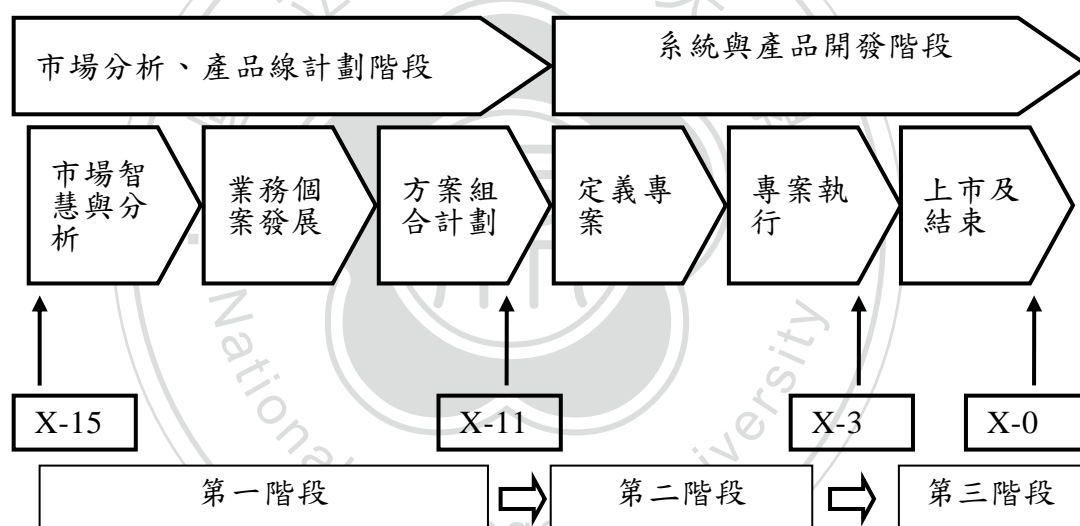 市場分析、產品線計劃階段
系統與產品開發階段
市場智
慧與分
析
業務個
案發展
方案組
合計劃
定義專
案
專案執
行
上市及
結束
X-15
X-11
X-3
X-0
第一階段
第二階段
第三階段
National
versity